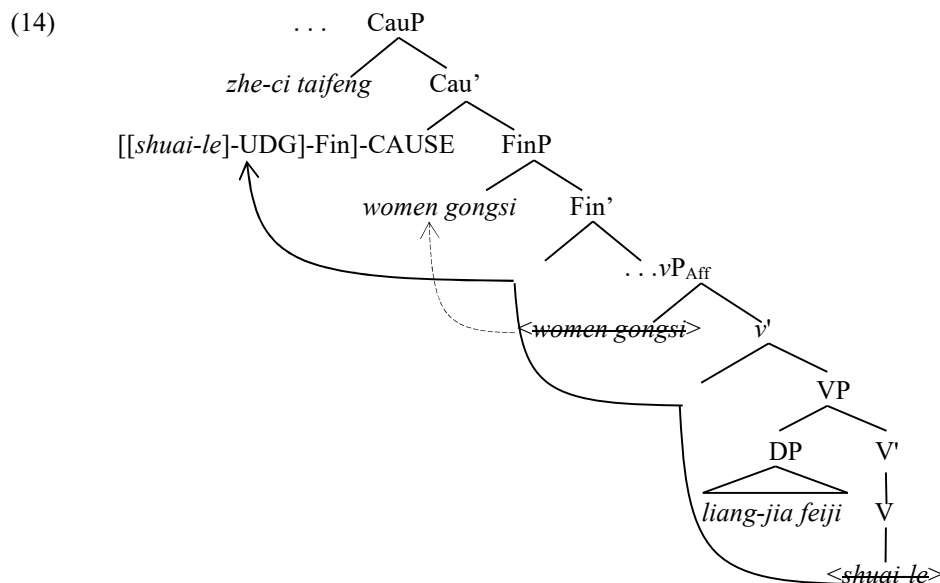 (14)
. . . CauP
zhe-ci taifeng Cau’
[[shuai-le]-UDG]-Fin]-CAUSE FinP
women gongsi Fin’
. . .vP_Aff
<women gongsi> v'
VP
DP V'
liang-jia feiji V
<shuai-le>